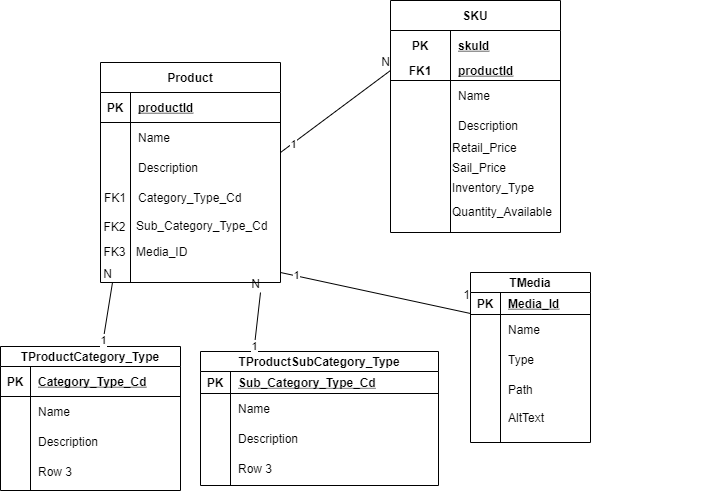 SKU
PK skuId
FK1 productId
Name
Description
Retail_Price
Sail_Price
Inventory_Type
Quantity_Available
N
1
Product
PK productId
Name
Description
FK1 Category_Type_Cd
FK2 Sub_Category_Type_Cd
FK3 Media_ID
N
N
1
1
1
1
TMedia
PK Media_Id
Name
Type
Path
AltText
TProductCategory_Type
PK Category_Type_Cd
Name
Description
Row 3
TProductSubCategory_Type
PK Sub_Category_Type_Cd
Name
Description
Row 3